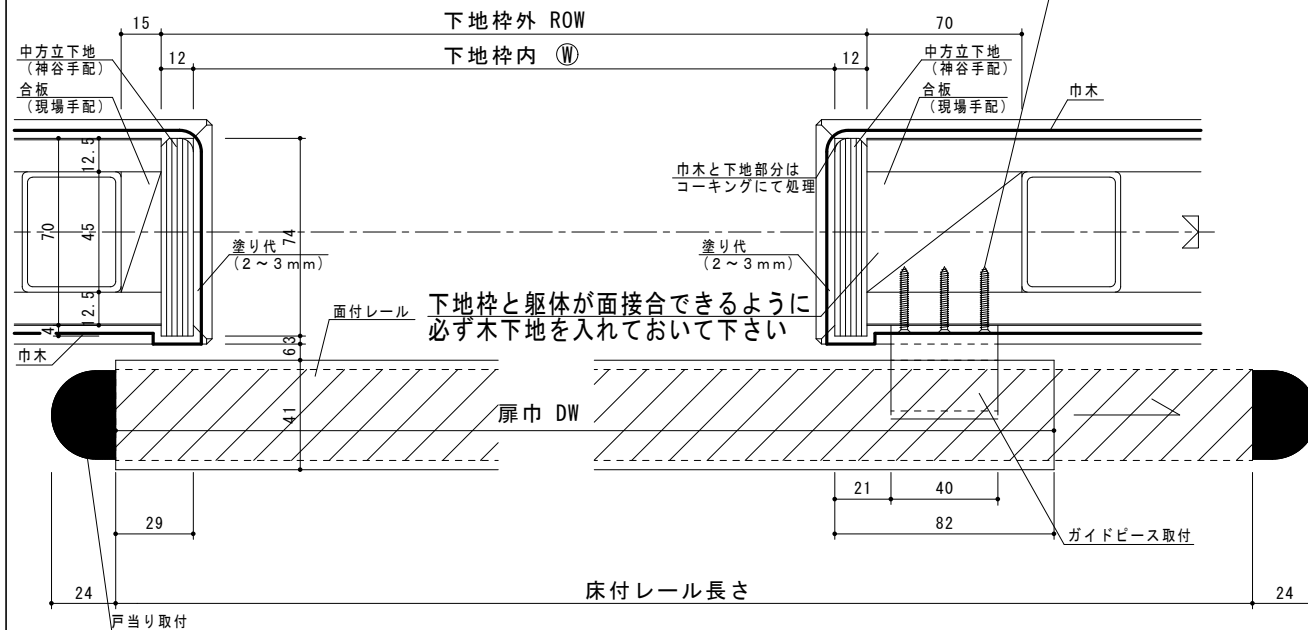 15
下地枠外 ROW
70
中方立下地
（神谷手配）
12
下地枠内 Ⓦ
12
中方立下地
（神谷手配）
合板
（現場手配）
合板
（現場手配）
巾木
12.5
70
45
74
巾木と下地部分は
コーキングにて処理
塗り代
（2～3mm）
塗り代
（2～3mm）
12.5
4
面付レール
下地枠と躯体が面接合できるように
必ず木下地を入れておいて下さい
巾木
3
6
41
扉巾 DW
21
40
29
82
ガイドピース取付
24
床付レール長さ
24
戸当り取付